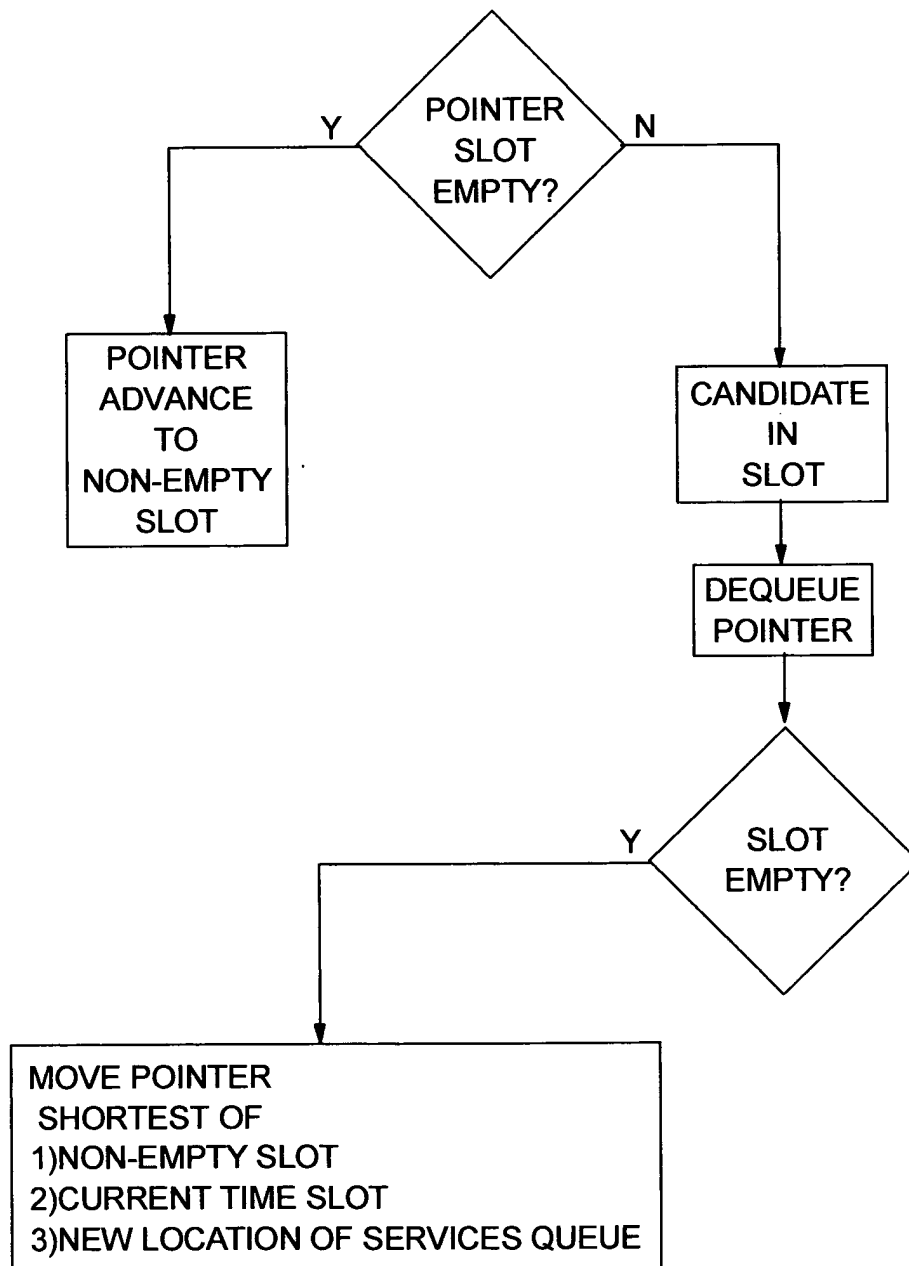 POINTER
SLOT
EMPTY?
Y
N
POINTER
ADVANCE
TO
NON-EMPTY
SLOT
CANDIDATE
IN
SLOT
DEQUEUE
POINTER
SLOT
EMPTY?
Y
MOVE POINTER
SHORTEST OF
1)NON-EMPTY SLOT
2)CURRENT TIME SLOT
3)NEW LOCATION OF SERVICES QUEUE